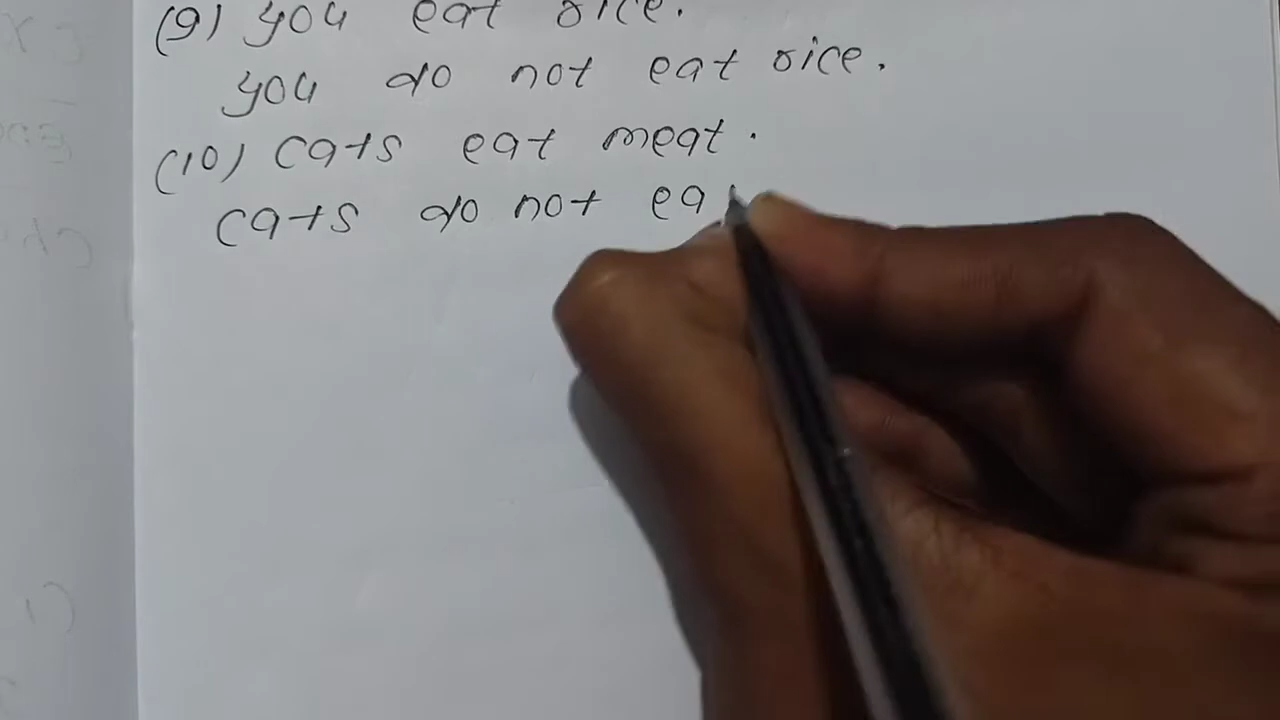 (9) you eat rice.
you do not eat rice.
(10) Cats eat meat.
Cats do not ea